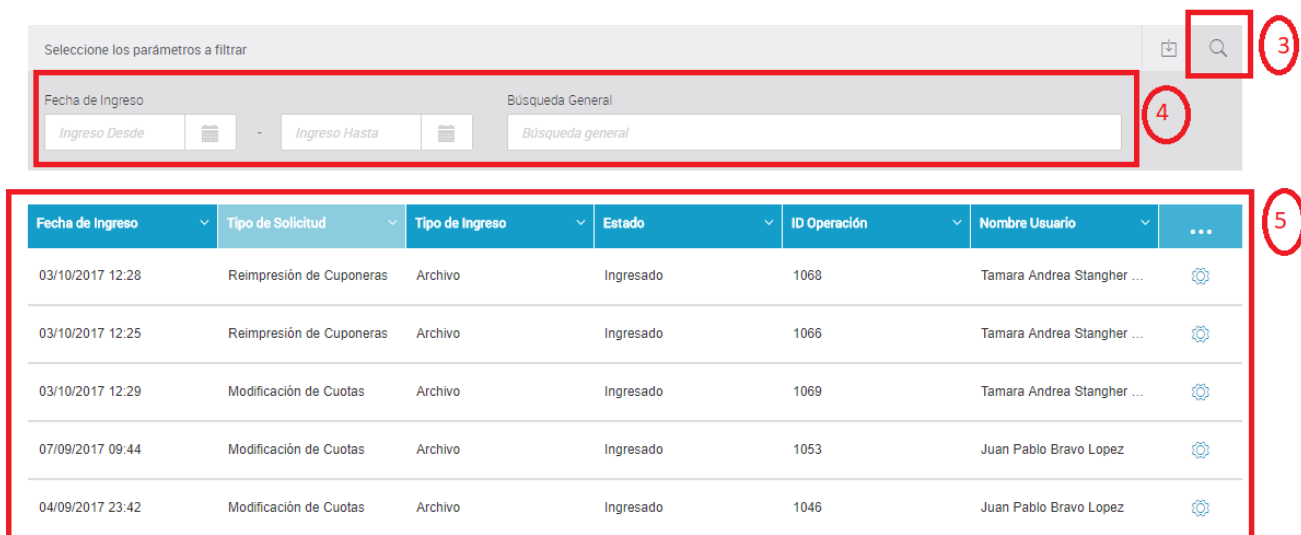 Seleccione los parámetros a filtrar
3
Fecha de Ingreso Búsqueda General
4
Ingreso Desde - Ingreso Hasta Búsqueda general
5
Fecha de Ingreso Tipo de Solicitud Tipo de Ingreso Estado ID Operación Nombre Usuario ...
03/10/2017 12:28 Reimpresión de Cuponeras Archivo Ingresado 1068 Tamara Andrea Stangher ...
03/10/2017 12:25 Reimpresión de Cuponeras Archivo Ingresado 1066 Tamara Andrea Stangher ...
03/10/2017 12:29 Modificación de Cuotas Archivo Ingresado 1069 Tamara Andrea Stangher ...
07/09/2017 09:44 Modificación de Cuotas Archivo Ingresado 1053 Juan Pablo Bravo Lopez
04/09/2017 23:42 Modificación de Cuotas Archivo Ingresado 1046 Juan Pablo Bravo Lopez